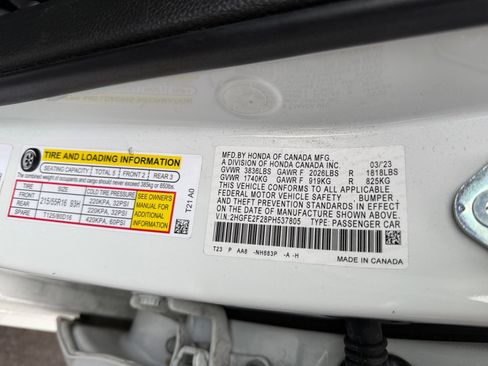 TIRE AND LOADING INFORMATION
SEATING CAPACITY TOTAL 5 FRONT 2 REAR 3
The combined weight of occupants and cargo should never exceed 385kg or 850lbs.
TIRE SIZE COLD TIRE PRESSURE
FRONT 215/55R16 93H 220KPA, 32PSI
REAR 220KPA, 32PSI
SPARE T125/80D16 420KPA, 60PSI
SEE OWNER'S
MANUAL FOR
ADDITIONAL
INFORMATION
T21 A0
MFD.BY HONDA OF CANADA MFG.,
A DIVISION OF HONDA CANADA INC. 03/23
GVWR 3836LBS GAWR F 2028LBS R 1818LBS
GVWR 1740KG GAWR F 919KG R 825KG
THIS VEHICLE CONFORMS TO ALL APPLICABLE
FEDERAL MOTOR VEHICLE SAFETY , BUMPER ,
AND THEFT PREVENTION STANDARDS IN EFFECT
ON THE DATE OF MANUFACTURE SHOWN ABOVE.
V.I.N:2HGFE2F28PH537805 TYPE: PASSENGER CAR
T23 P AA8 -NH883P -A -H
MADE IN CANADA